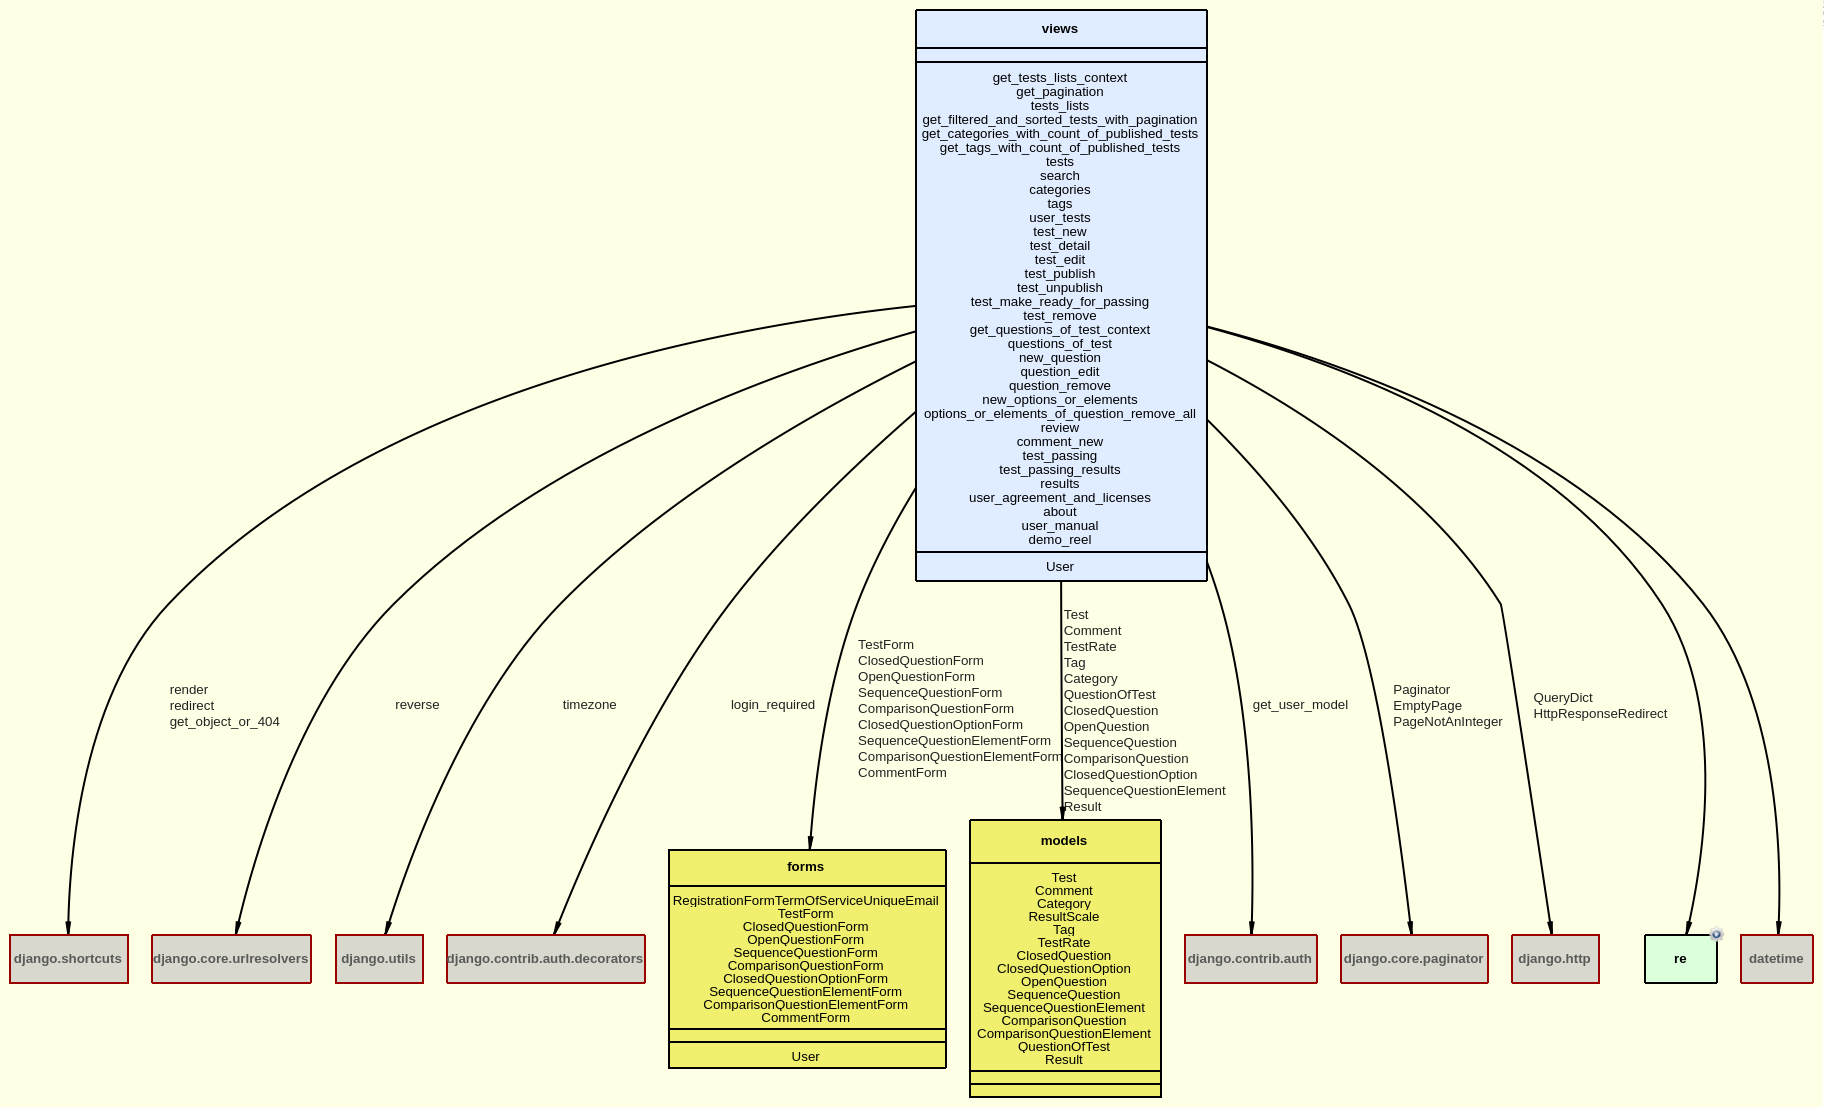 views
get_tests_lists_context
get_pagination
tests_lists
get_filtered_and_sorted_tests_with_pagination
get_categories_with_count_of_published_tests
get_tags_with_count_of_published_tests
tests
search
categories
tags
user_tests
test_new
test_detail
test_edit
test_publish
test_unpublish
test_make_ready_for_passing
test_remove
get_questions_of_test_context
questions_of_test
new_question
question_edit
question_remove
new_options_or_elements
options_or_elements_of_question_remove_all
review
comment_new
test_passing
test_passing_results
results
user_agreement_and_licenses
about
user_manual
demo_reel
User
render
redirect
get_object_or_404
reverse
timezone
login_required
TestForm
ClosedQuestionForm
OpenQuestionForm
SequenceQuestionForm
ComparisonQuestionForm
ClosedQuestionOptionForm
SequenceQuestionElementForm
ComparisonQuestionElementForm
CommentForm
Test
Comment
TestRate
Tag
Category
QuestionOfTest
ClosedQuestion
OpenQuestion
SequenceQuestion
ComparisonQuestion
ClosedQuestionOption
SequenceQuestionElement
Result
get_user_model
Paginator
EmptyPage
PageNotAnInteger
QueryDict
HttpResponseRedirect
django.shortcuts
django.core.urlresolvers
django.utils
django.contrib.auth.decorators
forms
RegistrationFormTermOfServiceUniqueEmail
TestForm
ClosedQuestionForm
OpenQuestionForm
SequenceQuestionForm
ComparisonQuestionForm
ClosedQuestionOptionForm
SequenceQuestionElementForm
ComparisonQuestionElementForm
CommentForm
User
models
Test
Comment
Category
ResultScale
Tag
TestRate
ClosedQuestion
ClosedQuestionOption
OpenQuestion
SequenceQuestion
SequenceQuestionElement
ComparisonQuestion
ComparisonQuestionElement
QuestionOfTest
Result
django.contrib.auth
django.core.paginator
django.http
re
datetime